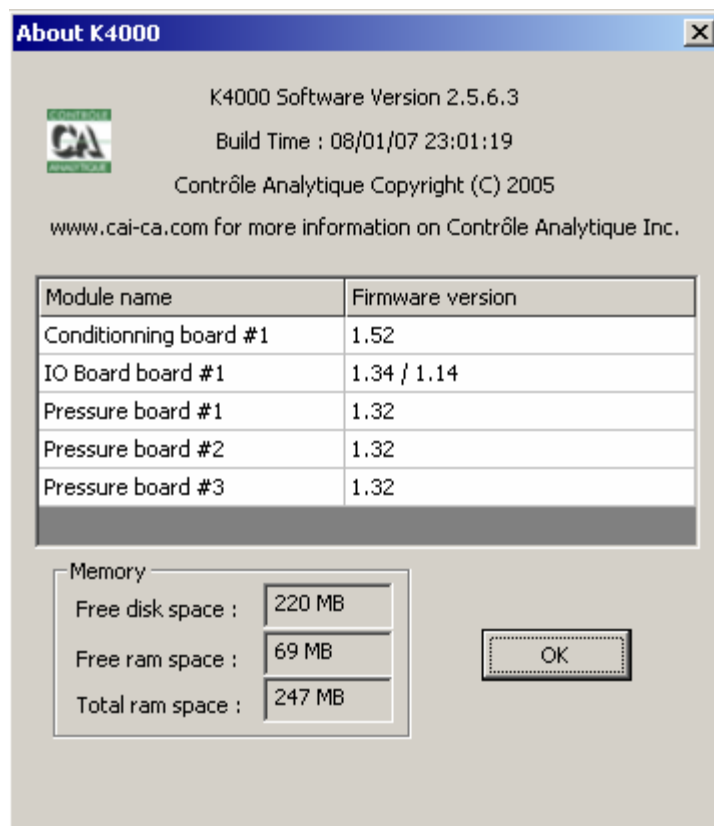 About K4000
K4000 Software Version 2.5.6.3
CONTRÔLE
CA
ANALYTIQUE
Build Time : 08/01/07 23:01:19
Contrôle Analytique Copyright (C) 2005
www.cai-ca.com for more information on Contrôle Analytique Inc.
Module name Firmware version
Conditionning board #1 1.52
IO Board board #1 1.34 / 1.14
Pressure board #1 1.32
Pressure board #2 1.32
Pressure board #3 1.32
Memory
Free disk space : 220 MB
Free ram space : 69 MB
Total ram space : 247 MB
OK